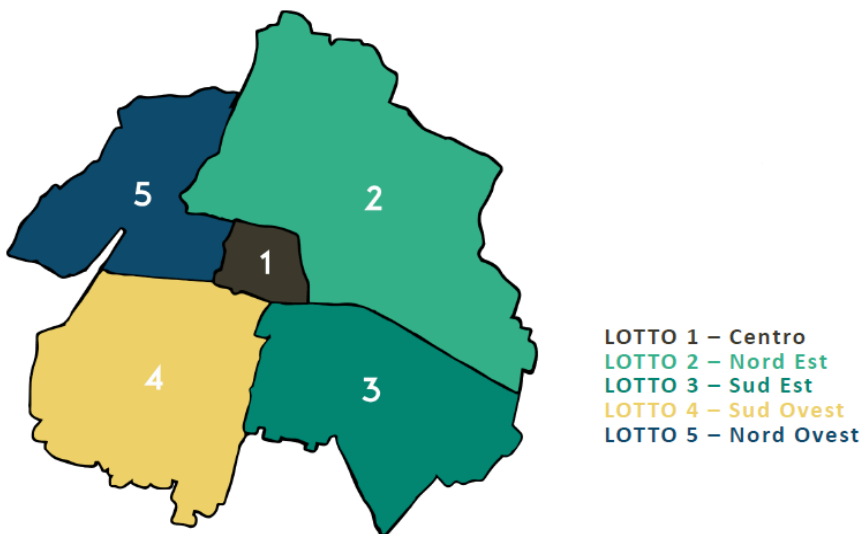 2
5
1
4
3
LOTTO 1 – Centro
LOTTO 2 – Nord Est
LOTTO 3 – Sud Est
LOTTO 4 – Sud Ovest
LOTTO 5 – Nord Ovest